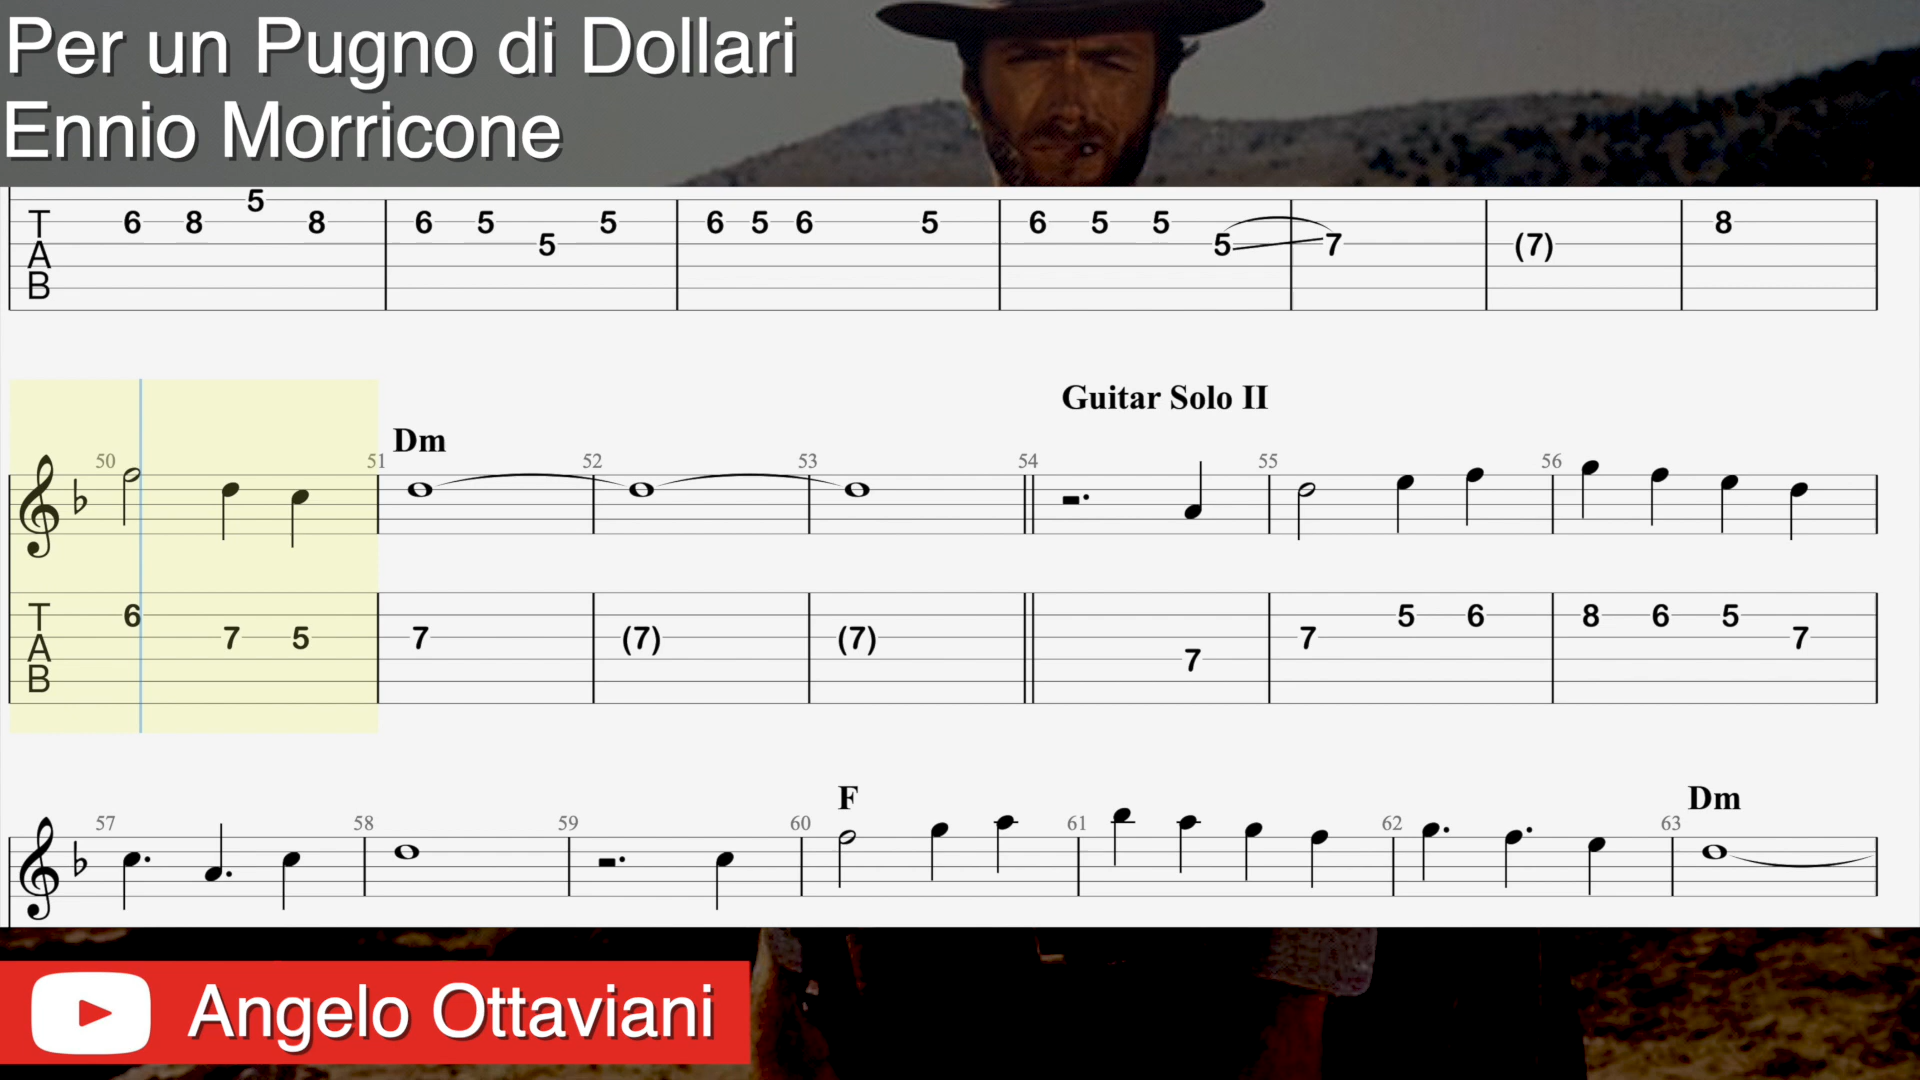 Per un Pugno di Dollari
Ennio Morricone
T 6 8 5 8 6 5 5 5 6 5 6 5 6 5 5 5 7 (7) 8
A
B
Guitar Solo II
Dm
50 51 52 53 54 55 56
T 6 7 5 7 (7) (7) 7 7 5 6 8 6 5 7
A
B
F Dm
57 58 59 60 61 62 63
Angelo Ottaviani